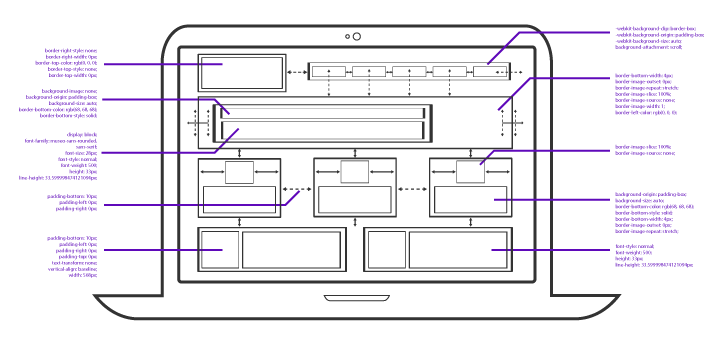 border-right-style: none;
border-right-width: 0px;
border-top-color: rgb(0, 0, 0);
border-top-style: none;
border-top-width: 0px;
background-image: none;
background-origin: padding-box;
background-size: auto;
border-bottom-color: rgb(68, 68, 68);
border-bottom-style: solid;
display: block;
font-family: museo-sans-rounded,
sans-serif;
font-size: 28px;
font-style: normal;
font-weight: 500;
height: 33px;
line-height: 33.599998474121094px;
padding-bottom: 10px;
padding-left: 0px;
padding-right: 0px;
padding-bottom: 10px;
padding-left: 0px;
padding-right: 0px;
padding-top: 0px;
text-transform: none;
vertical-align: baseline;
width: 568px;
-webkit-background-clip: border-box;
-webkit-background-origin: padding-box;
-webkit-background-size: auto;
background-attachment: scroll;
border-bottom-width: 4px;
border-image-outset: 0px;
border-image-repeat: stretch;
border-image-slice: 100%;
border-image-source: none;
border-image-width: 1;
border-left-color: rgb(0, 0, 0);
border-image-slice: 100%;
border-image-source: none;
background-origin: padding-box;
background-size: auto;
border-bottom-color: rgb(68, 68, 68);
border-bottom-style: solid;
border-bottom-width: 4px;
border-image-outset: 0px;
border-image-repeat: stretch;
font-style: normal;
font-weight: 500;
height: 33px;
line-height: 33.599998474121094px;